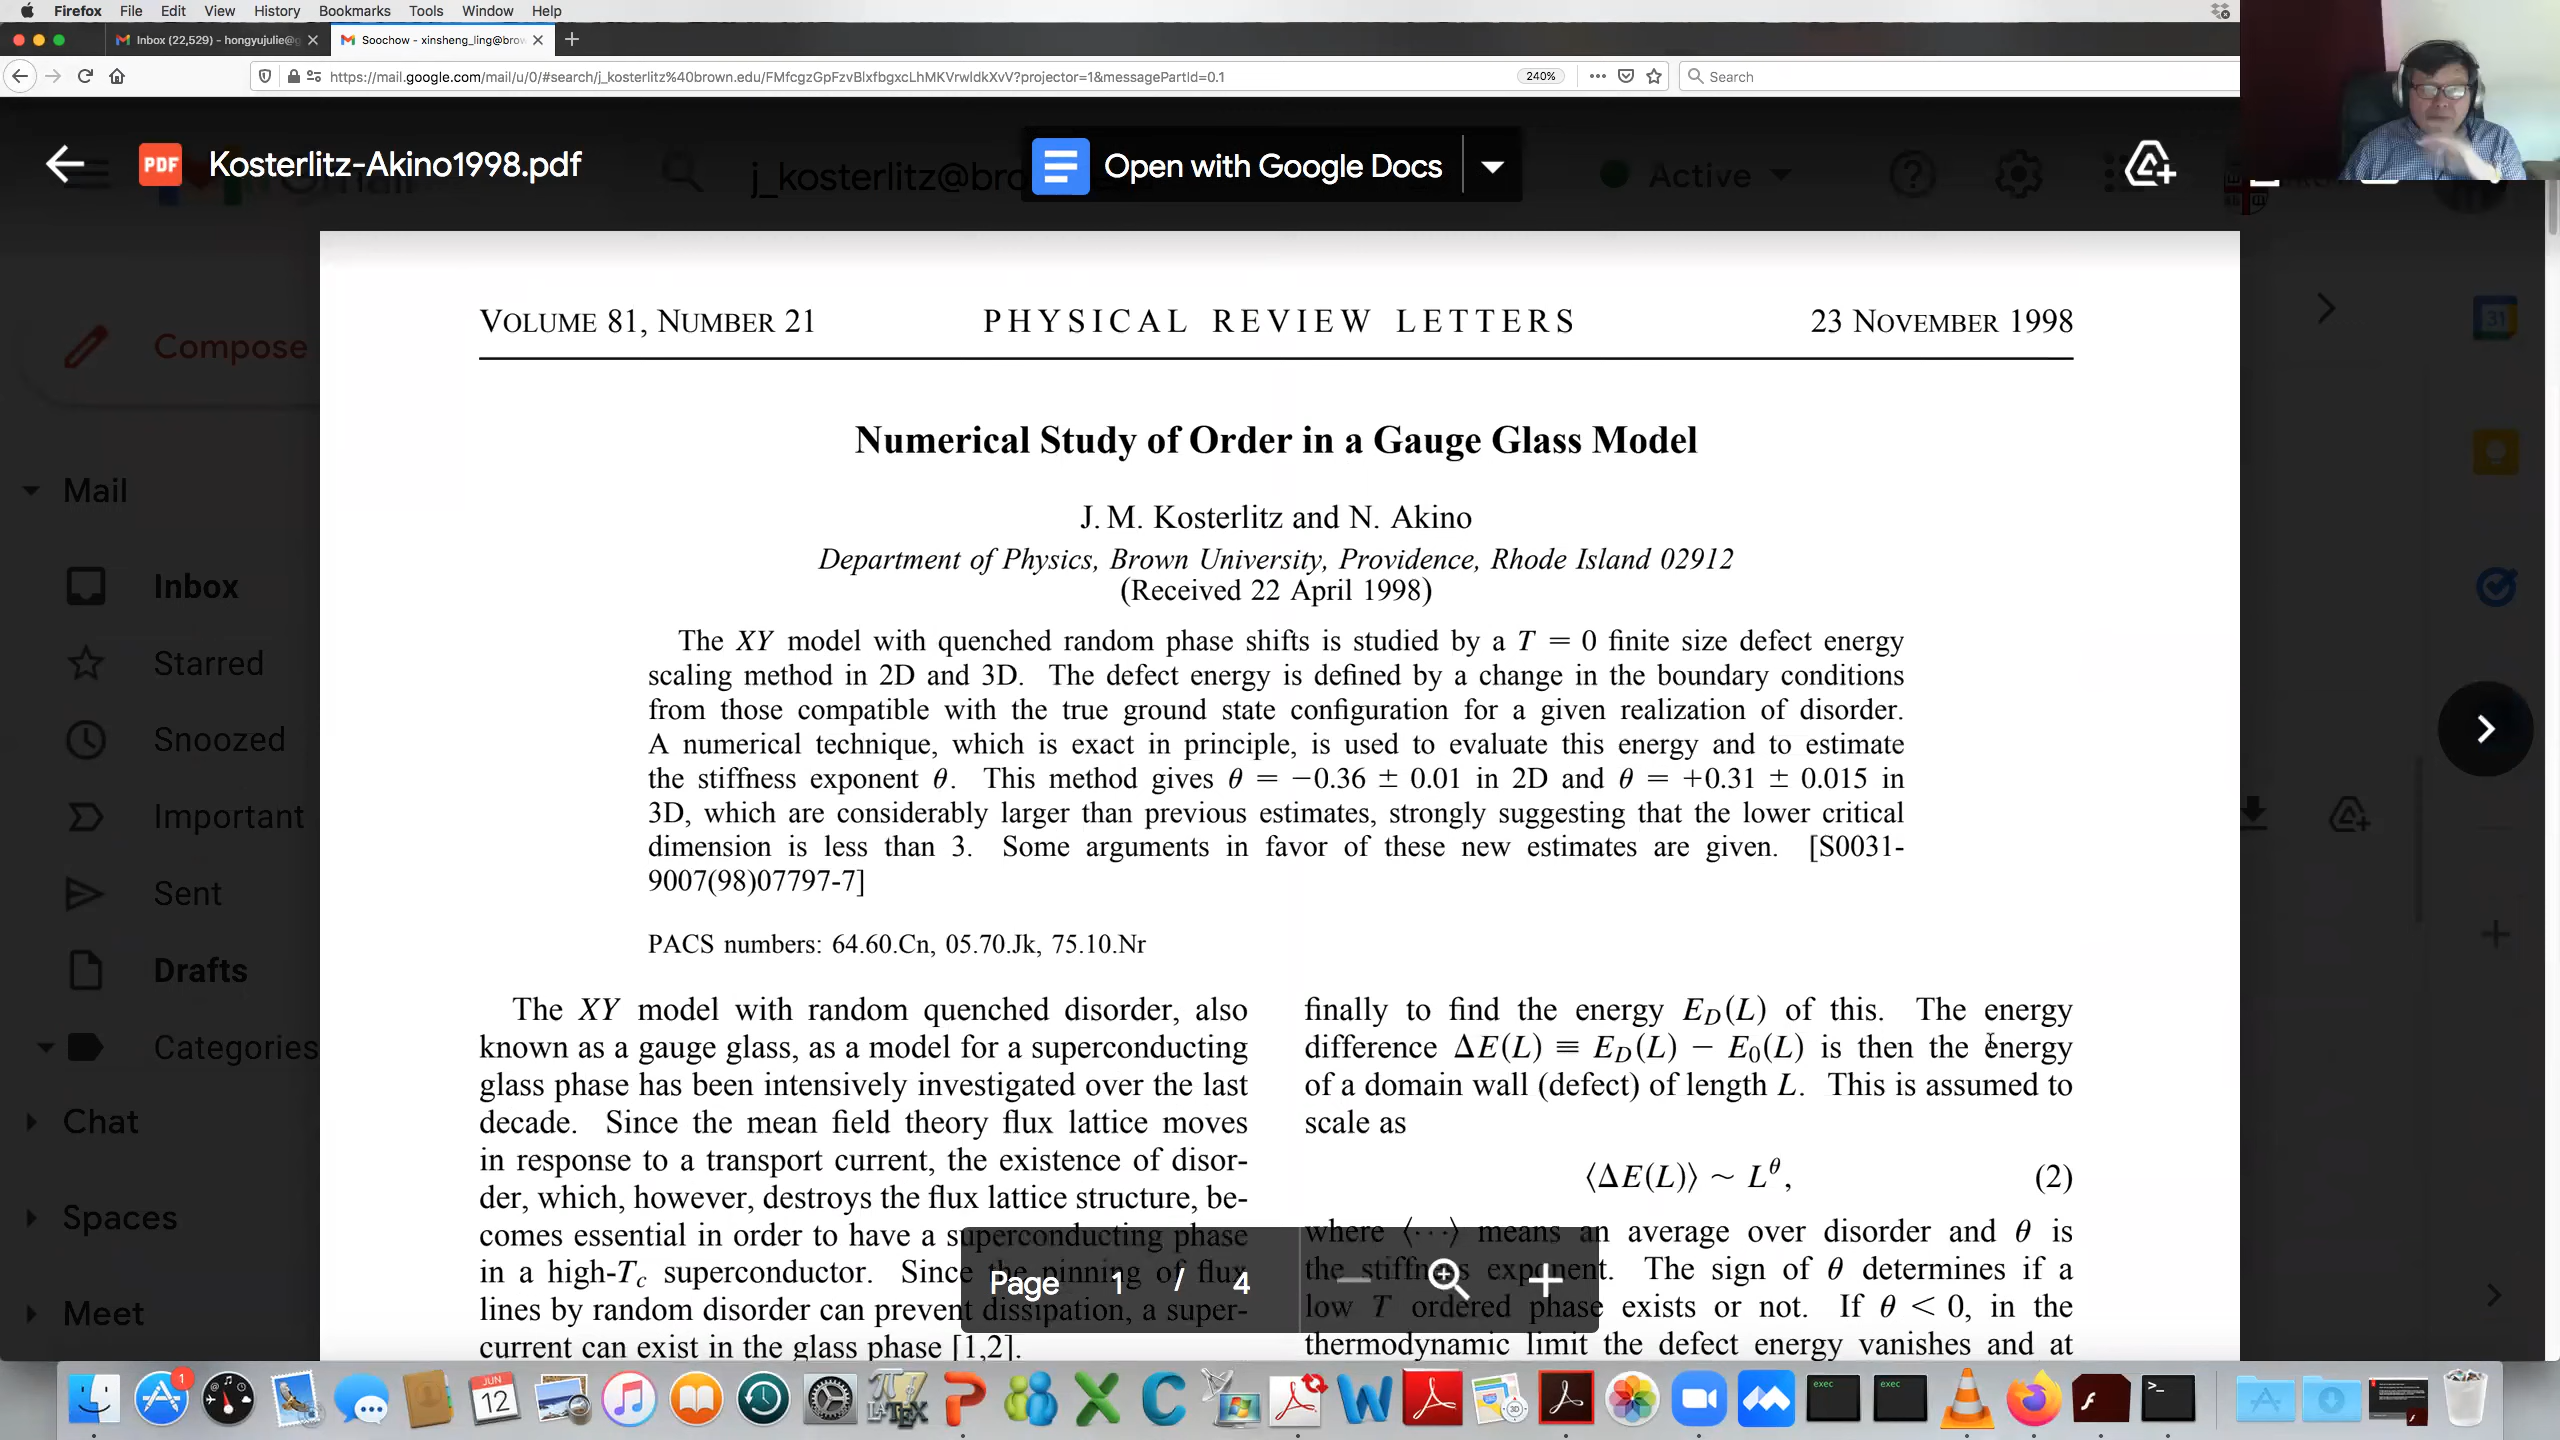 Firefox File Edit View History Bookmarks Tools Window Help
Inbox (22,529) - hongyujulie@g
Soochow - xinsheng_ling@brow
https://mail.google.com/mail/u/0/#search/j_kosterlitz%40brown.edu/FMfcgzGpFzvBlxfbgxcLhMKVrwldkXvV?projector=1&messagePartId=0.1
240%
Search
PDF
Kosterlitz-Akino1998.pdf
j_kosterlitz@bro
Open with Google Docs
Active
Compose
31
Mail
Inbox
Starred
Snoozed
Important
Sent
Drafts
Categories
Chat
Spaces
Meet
VOLUME 81, NUMBER 21 PHYSICAL REVIEW LETTERS 23 NOVEMBER 1998
Numerical Study of Order in a Gauge Glass Model
J. M. Kosterlitz and N. Akino
Department of Physics, Brown University, Providence, Rhode Island 02912
(Received 22 April 1998)
The XY model with quenched random phase shifts is studied by a T = 0 finite size defect energy
scaling method in 2D and 3D. The defect energy is defined by a change in the boundary conditions
from those compatible with the true ground state configuration for a given realization of disorder.
A numerical technique, which is exact in principle, is used to evaluate this energy and to estimate
the stiffness exponent θ. This method gives θ = −0.36 ± 0.01 in 2D and θ = +0.31 ± 0.015 in
3D, which are considerably larger than previous estimates, strongly suggesting that the lower critical
dimension is less than 3. Some arguments in favor of these new estimates are given. [S0031-
9007(98)07797-7]
PACS numbers: 64.60.Cn, 05.70.Jk, 75.10.Nr
The XY model with random quenched disorder, also
known as a gauge glass, as a model for a superconducting
glass phase has been intensively investigated over the last
decade. Since the mean field theory flux lattice moves
in response to a transport current, the existence of disor-
der, which, however, destroys the flux lattice structure, be-
comes essential in order to have a superconducting phase
in a high-Tc superconductor. Since the pinning of flux
lines by random disorder can prevent dissipation, a super-
current can exist in the glass phase [1,2].
finally to find the energy E_D(L) of this. The energy
difference ΔE(L) ≡ E_D(L) − E_0(L) is then the energy
of a domain wall (defect) of length L. This is assumed to
scale as
⟨ΔE(L)⟩ ~ L^θ, (2)
where ⟨···⟩ means an average over disorder and θ is
the stiffness exponent. The sign of θ determines if a
low T ordered phase exists or not. If θ < 0, in the
thermodynamic limit the defect energy vanishes and at
Page 1 / 4
1
JUN
12
exec
exec